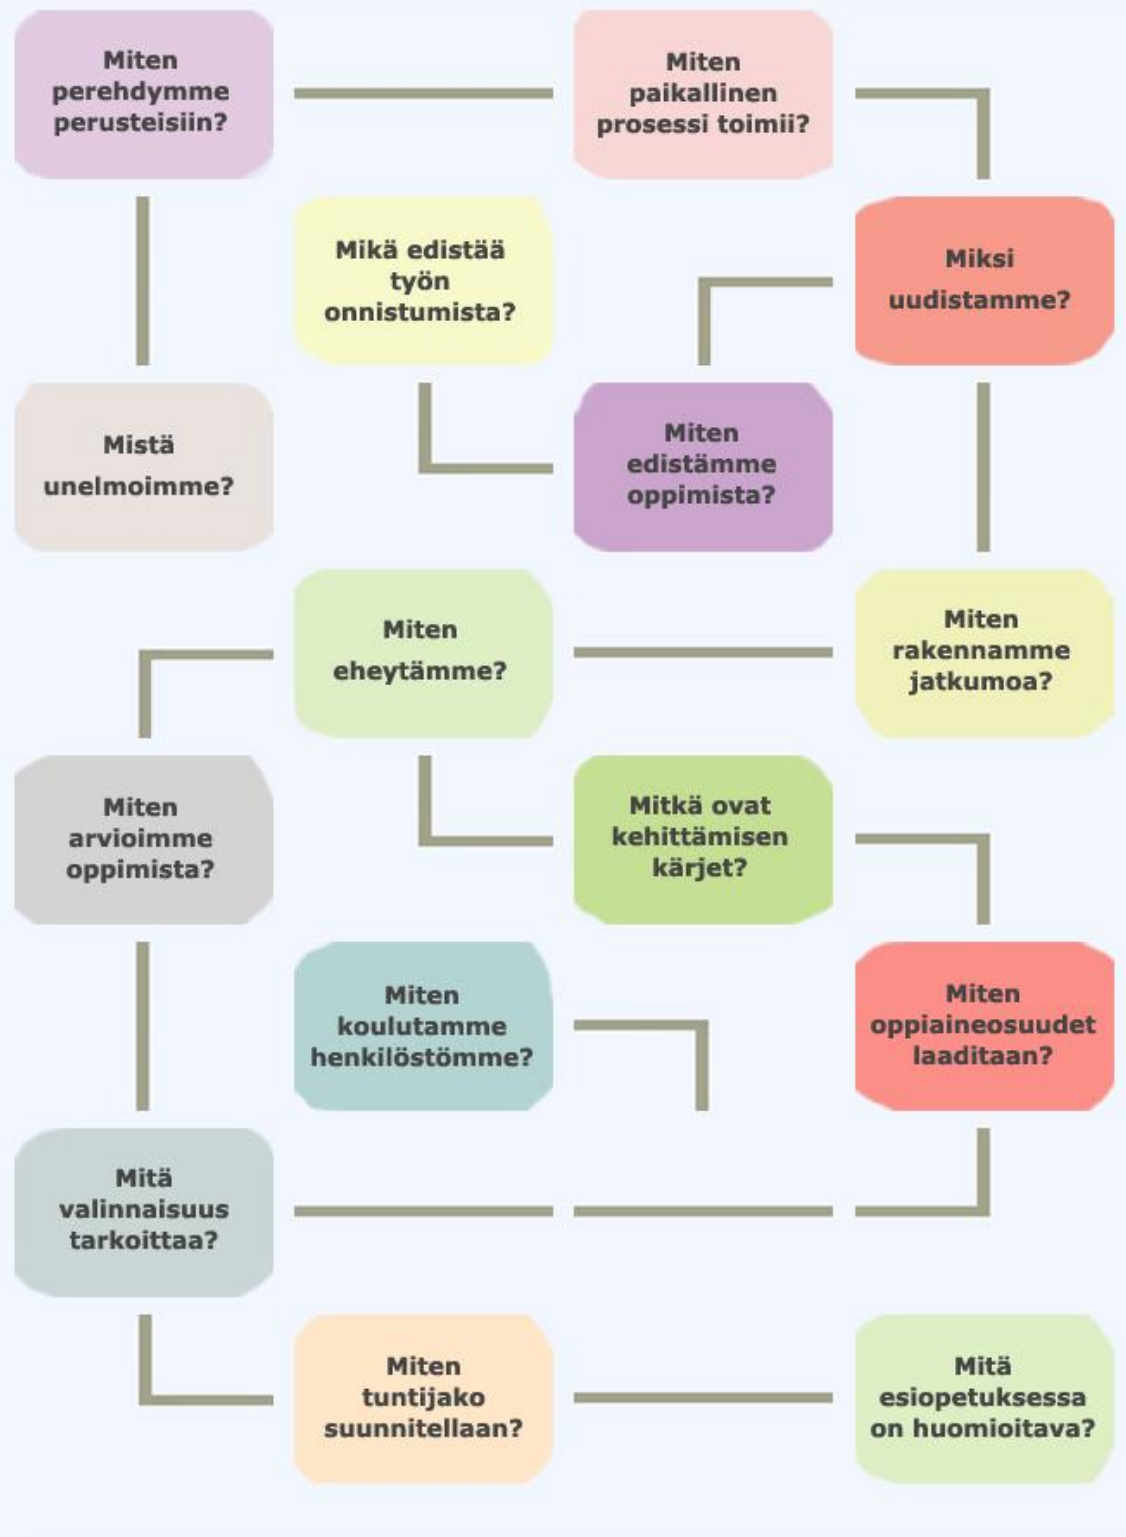 Miten
perehdymme
perusteisiin?
Miten
paikallinen
prosessi toimii?
Mikä edistää
työn
onnistumista?
Miksi
uudistamme?
Mistä
unelmoimme?
Miten
edistämme
oppimista?
Miten
eheytämme?
Miten
rakennamme
jatkumoa?
Miten
arvioimme
oppimista?
Mitkä ovat
kehittämisen
kärjet?
Miten
koulutamme
henkilöstömme?
Miten
oppiaineosuudet
laaditaan?
Mitä
valinnaisuus
tarkoittaa?
Miten
tuntijako
suunnitellaan?
Mitä
esiopetuksessa
on huomioitava?